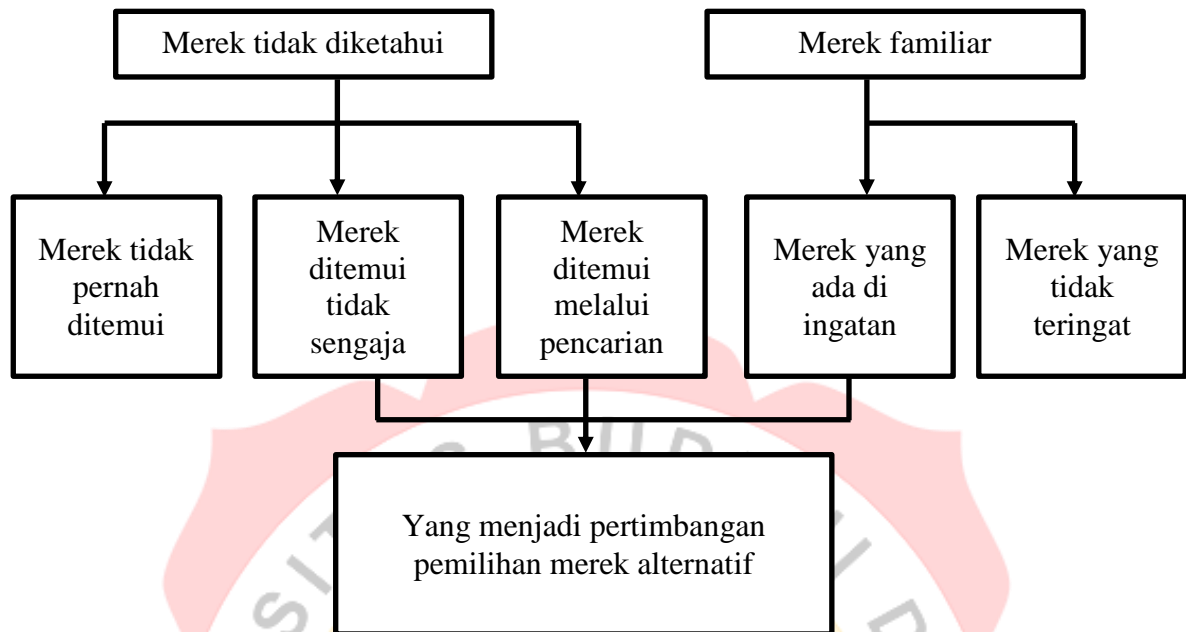 Merek tidak diketahui
Merek familiar
Merek tidak
pernah
ditemui
Merek
ditemui
tidak
sengaja
Merek
ditemui
melalui
pencarian
Merek yang
ada di
ingatan
Merek yang
tidak
teringat
Yang menjadi pertimbangan
pemilihan merek alternatif